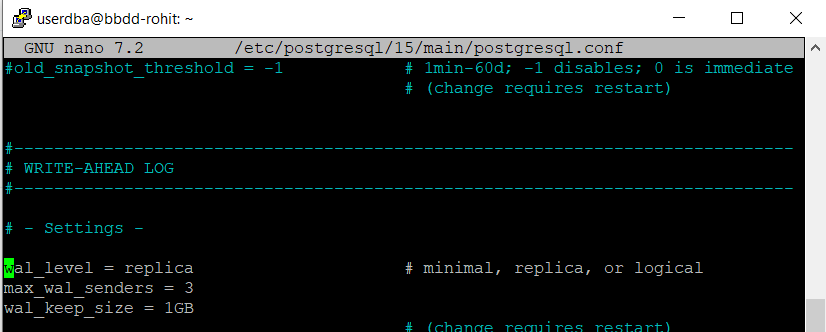 userdba@bbdd-rohit: ~
GNU nano 7.2 /etc/postgresql/15/main/postgresql.conf
#old_snapshot_threshold = -1 # 1min-60d; -1 disables; 0 is immediate
# (change requires restart)
#------------------------------------------------------------------------------
# WRITE-AHEAD LOG
#------------------------------------------------------------------------------
# - Settings -
wal_level = replica # minimal, replica, or logical
max_wal_senders = 3
wal_keep_size = 1GB
# (change requires restart)